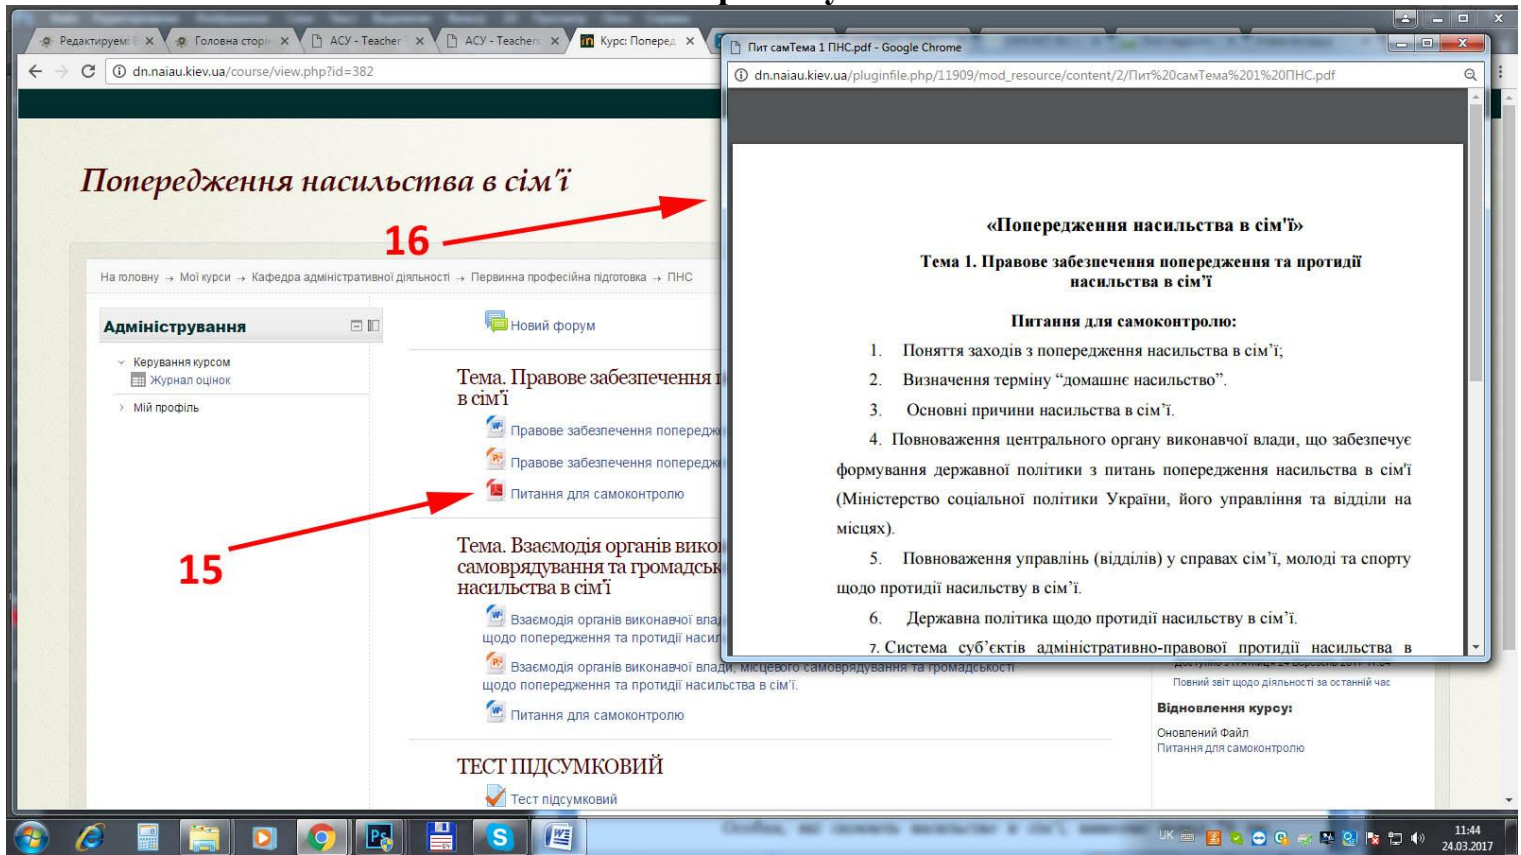 Редактируем:
Головна сторін
АСУ - Teacher
АСУ - Teacher:
Курс: Поперед
Пит самТема 1 ПНС.pdf - Google Chrome
dn.naiau.kiev.ua/course/view.php?id=382
dn.naiau.kiev.ua/pluginfile.php/11909/mod_resource/content/2/Пит%20самТема%201%20ПНС.pdf
Попередження насильства в сім'ї
16
На головну → Мої курси → Кафедра адміністративної діяльності → Первинна професійна підготовка → ПНС
Адміністрування
Керування курсом
Журнал оцінок
Мій профіль
15
Новий форум
Тема. Правове забезпечення
в сім'ї
Правове забезпечення попередж
Правове забезпечення попередж
Питання для самоконтролю
Тема. Взаємодія органів вико
самоврядування та громадськ
насильства в сім'ї
Взаємодія органів виконавчої влад
щодо попередження та протидії насил
Взаємодія органів виконавчої влади, місцевого самоврядування та громадськості
щодо попередження та протидії насильства в сім'ї.
Питання для самоконтролю
ТЕСТ ПІДСУМКОВИЙ
Тест підсумковий
«Попередження насильства в сім'ї»
Тема 1. Правове забезпечення попередження та протидії
насильства в сім'ї
Питання для самоконтролю:
1. Поняття заходів з попередження насильства в сім'ї;
2. Визначення терміну “домашнє насильство”.
3. Основні причини насильства в сім'ї.
4. Повноваження центрального органу виконавчої влади, що забезпечує
формування державної політики з питань попередження насильства в сім'ї
(Міністерство соціальної політики України, його управління та відділи на
місцях).
5. Повноваження управлінь (відділів) у справах сім'ї, молоді та спорту
щодо протидії насильству в сім'ї.
6. Державна політика щодо протидії насильству в сім'ї.
7. Система суб'єктів адміністративно-правової протидії насильства в
Повний звіт щодо діяльності за останній час
Відновлення курсу:
Оновлений Файл
Питання для самоконтролю
UK
11:44
24.03.2017